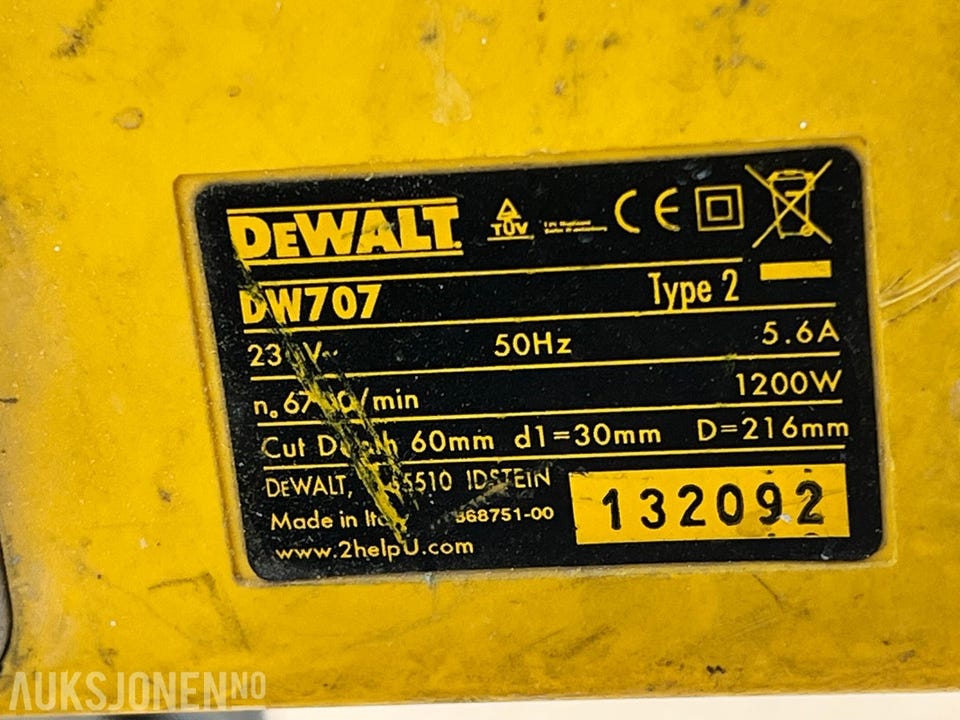 DEWALT
TÜV
CE
DW707 Type 2
50Hz 5.6A
/min 1200W
Cut 60mm d1=30mm D=216mm
DEWALT, IDSTEIN
Made in
132092
www.2helpU.com
AUKSJONEN NO